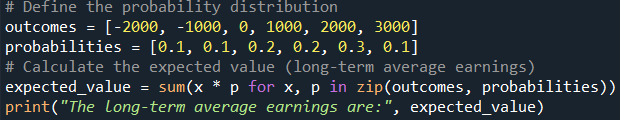 # Define the probability distribution
outcomes = [-2000, -1000, 0, 1000, 2000, 3000]
probabilities = [0.1, 0.1, 0.2, 0.2, 0.3, 0.1]
# Calculate the expected value (long-term average earnings)
expected_value = sum(x * p for x, p in zip(outcomes, probabilities))
print("The long-term average earnings are:", expected_value)